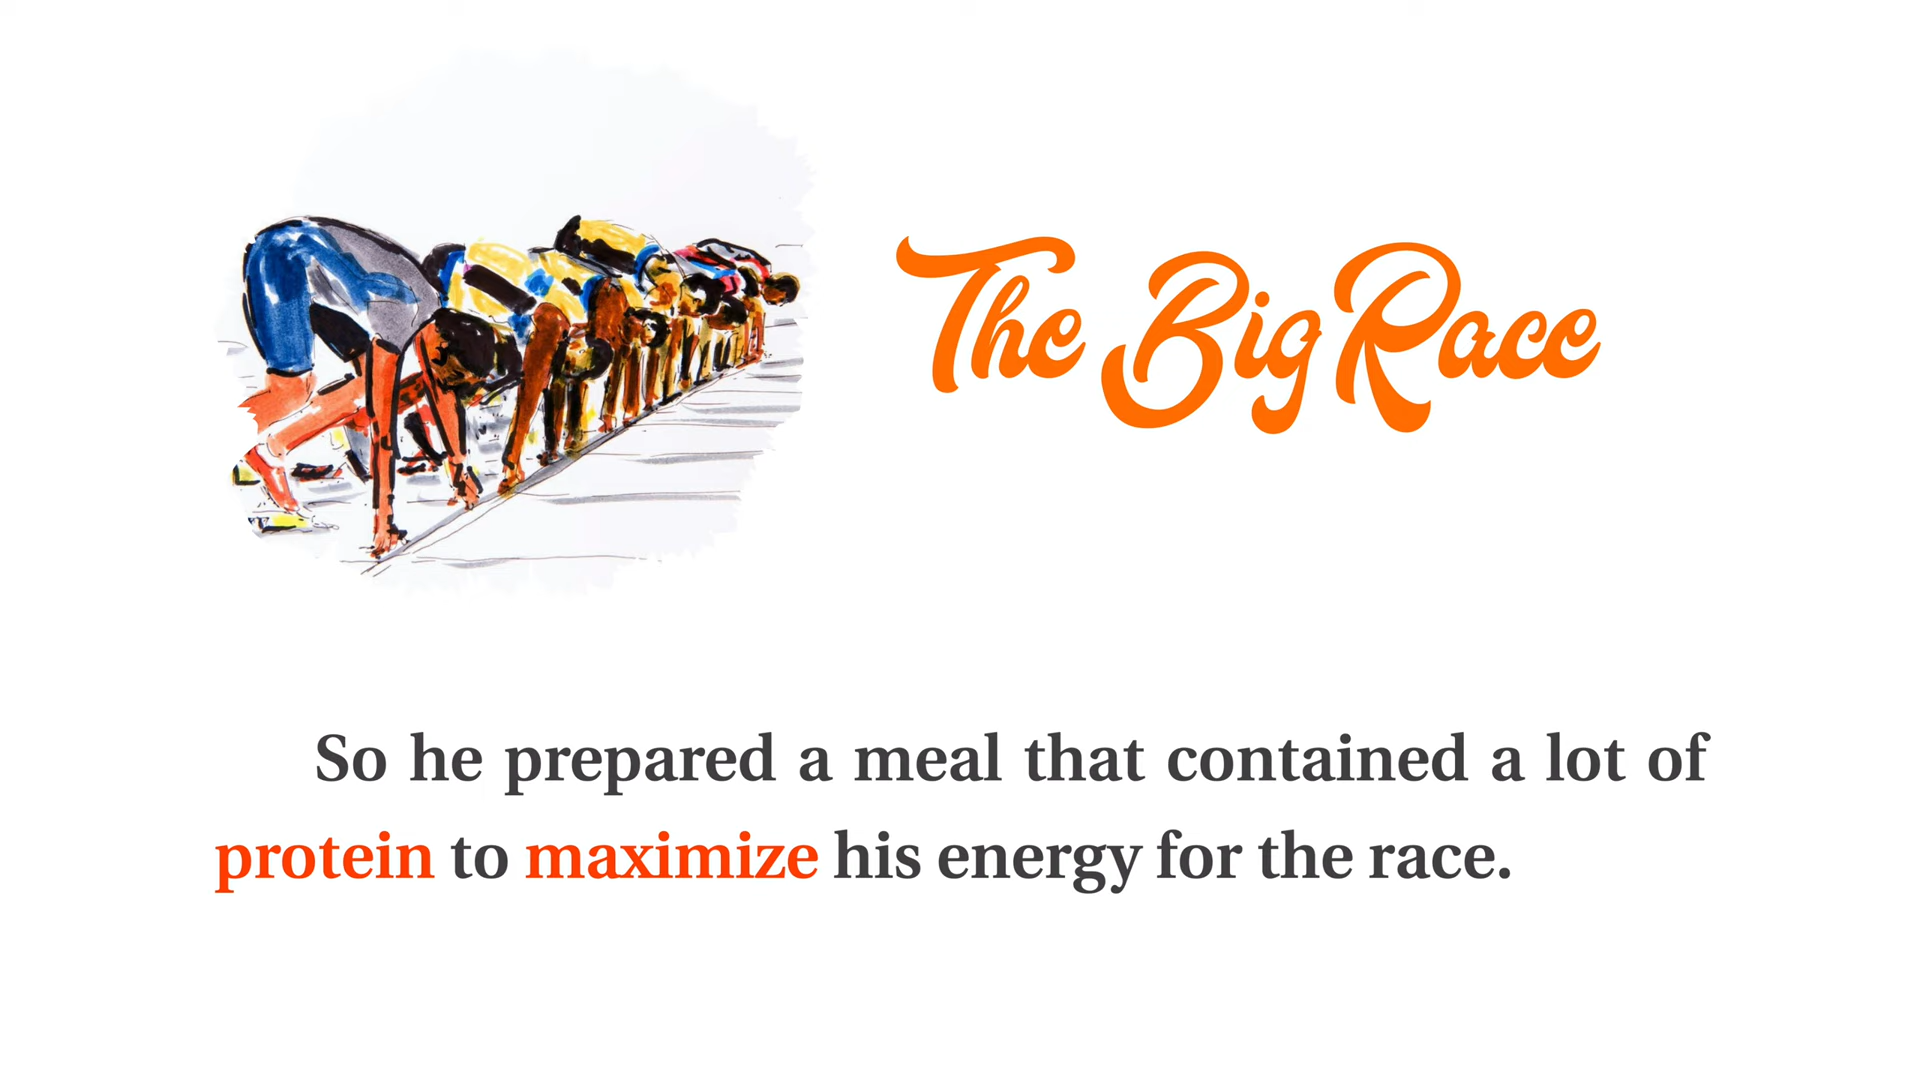 The Big Race
So he prepared a meal that contained a lot of
protein to maximize his energy for the race.